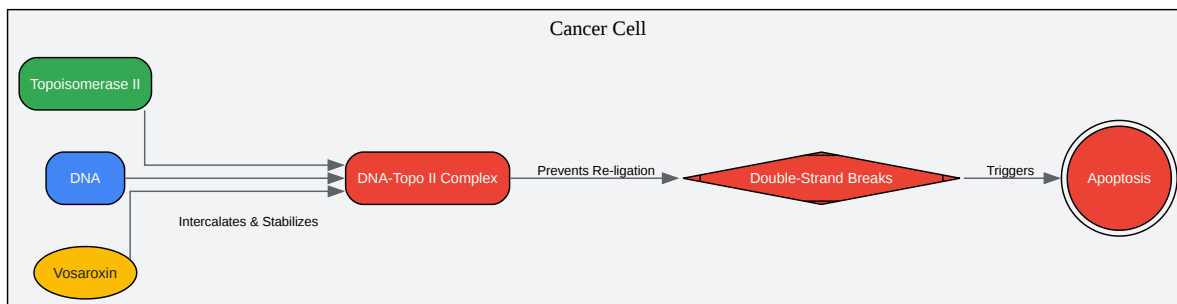 Cancer Cell
Topoisomerase II
DNA
Vosaroxin
Intercalates & Stabilizes
DNA-Topo II Complex
Prevents Re-ligation
Double-Strand Breaks
Triggers
Apoptosis